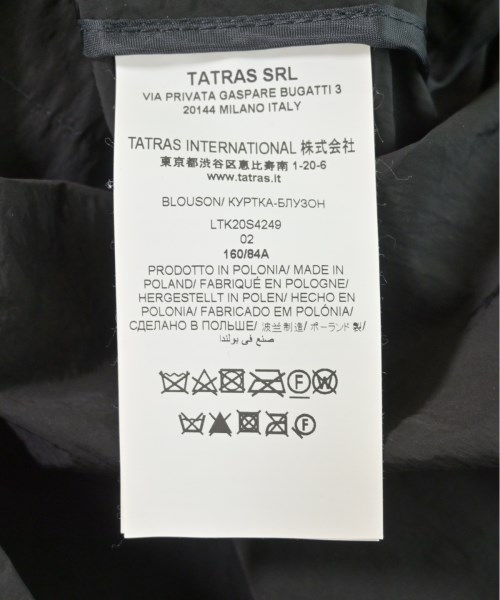 TATRAS SRL
VIA PRIVATA GASPARE BUGATTI 3
20144 MILANO ITALY
TATRAS INTERNATIONAL 株式会社
東京都渋谷区恵比寿南 1-20-6
www.tatras.it
BLOUSON/ КУРТКА-БЛУЗОН
LTK20S4249
02
160/84A
PRODOTTO IN POLONIA/ MADE IN
POLAND/ FABRIQUÉ EN POLOGNE/
HERGESTELLT IN POLEN/ HECHO EN
POLONIA/ FABRICADO EM POLÓNIA/
СДЕЛАНО В ПОЛЬШЕ/ 波兰制造/ ポーランド製/
صنع في بولندا
F W
F